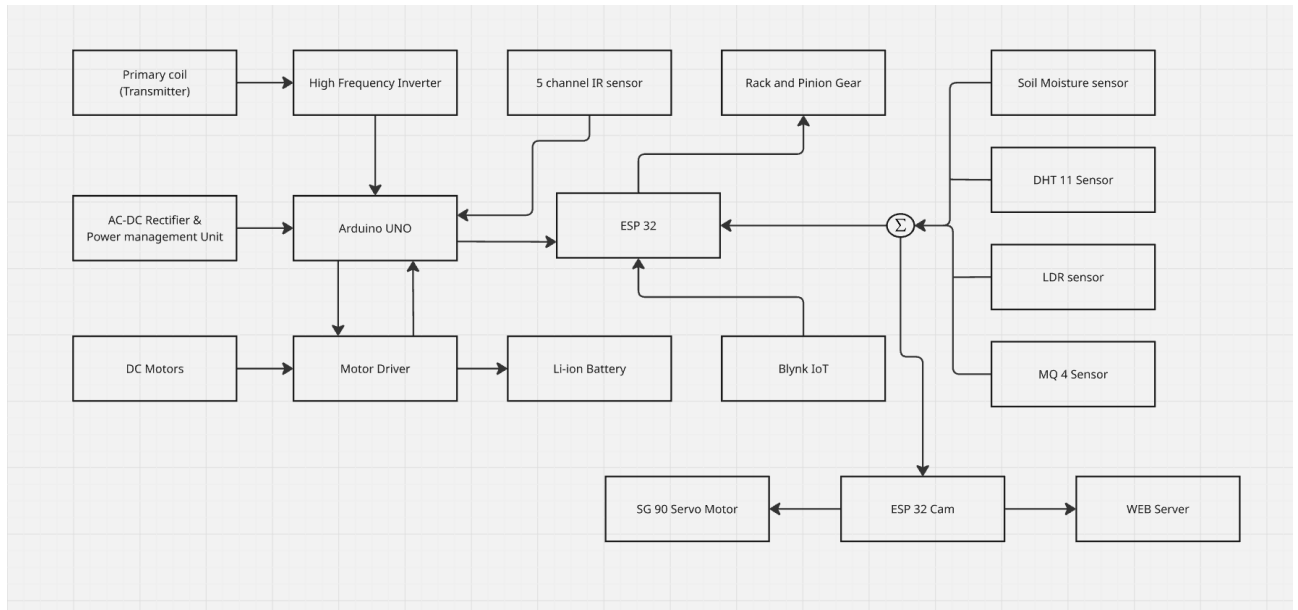 Primary coil
(Transmitter)
High Frequency Inverter
5 channel IR sensor
Rack and Pinion Gear
Soil Moisture sensor
DHT 11 Sensor
AC-DC Rectifier &
Power management Unit
Arduino UNO
ESP 32
Σ
LDR sensor
DC Motors
Motor Driver
Li-ion Battery
Blynk IoT
MQ 4 Sensor
SG 90 Servo Motor
ESP 32 Cam
WEB Server